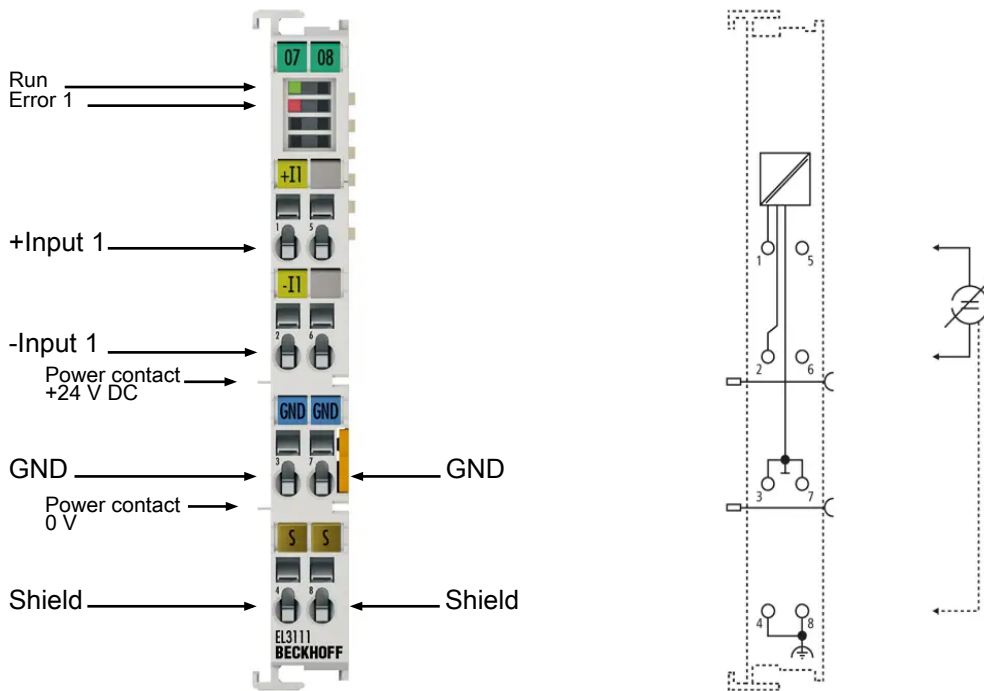 07 08
Run
Error 1
+I1
1 5
+Input 1
-I1
2 6
-Input 1
Power contact
+24 V DC
GND GND
3 7
GND
GND
Power contact
0 V
S S
4 8
Shield
Shield
EL3111
BECKHOFF
1 5
2 6
3 7
4 8